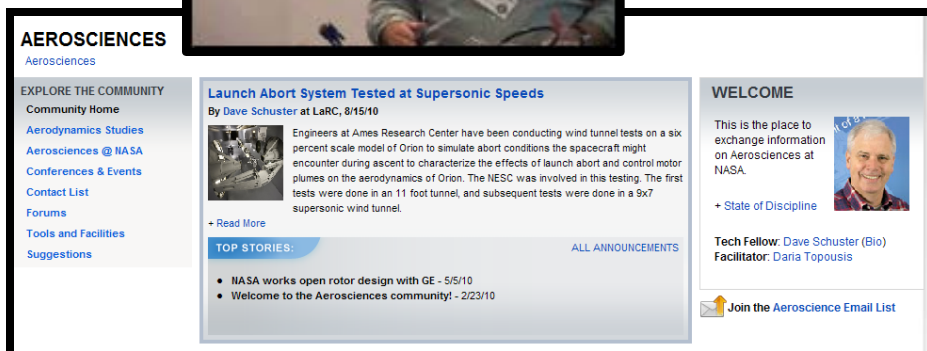 AEROSCIENCES
Aerosciences
EXPLORE THE COMMUNITY
Community Home
Aerodynamics Studies
Aerosciences @ NASA
Conferences & Events
Contact List
Forums
Tools and Facilities
Suggestions
Launch Abort System Tested at Supersonic Speeds
By Dave Schuster at LaRC, 8/15/10
Engineers at Ames Research Center have been conducting wind tunnel tests on a six
percent scale model of Orion to simulate abort conditions the spacecraft might
encounter during ascent to characterize the effects of launch abort and control motor
plumes on the aerodynamics of Orion. The NESC was involved in this testing. The first
tests were done in an 11 foot tunnel, and subsequent tests were done in a 9x7
supersonic wind tunnel.
+ Read More
TOP STORIES:
ALL ANNOUNCEMENTS
NASA works open rotor design with GE - 5/5/10
Welcome to the Aerosciences community! - 2/23/10
WELCOME
This is the place to
exchange information
on Aerosciences at
NASA.
+ State of Discipline
Tech Fellow: Dave Schuster (Bio)
Facilitator: Daria Topousis
Join the Aeroscience Email List